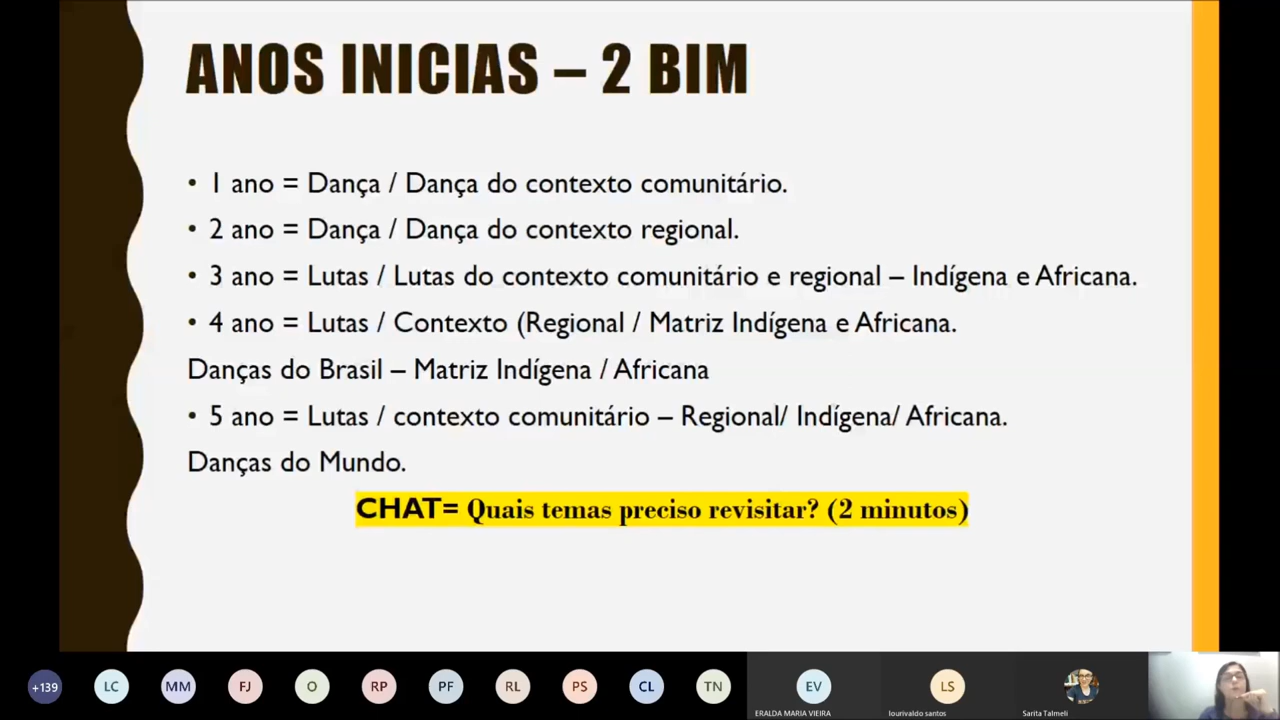 ANOS INICIAS – 2 BIM
• 1 ano = Dança / Dança do contexto comunitário.
• 2 ano = Dança / Dança do contexto regional.
• 3 ano = Lutas / Lutas do contexto comunitário e regional – Indígena e Africana.
• 4 ano = Lutas / Contexto (Regional / Matriz Indígena e Africana.
Danças do Brasil – Matriz Indígena / Africana
• 5 ano = Lutas / contexto comunitário – Regional/ Indígena/ Africana.
Danças do Mundo.
CHAT= Quais temas preciso revisitar? (2 minutos)
+139 LC MM FJ O RP PF RL PS CL TN EV LS
ERALDA MARIA VIEIRA lourivaldo santos Sarita Talmeli